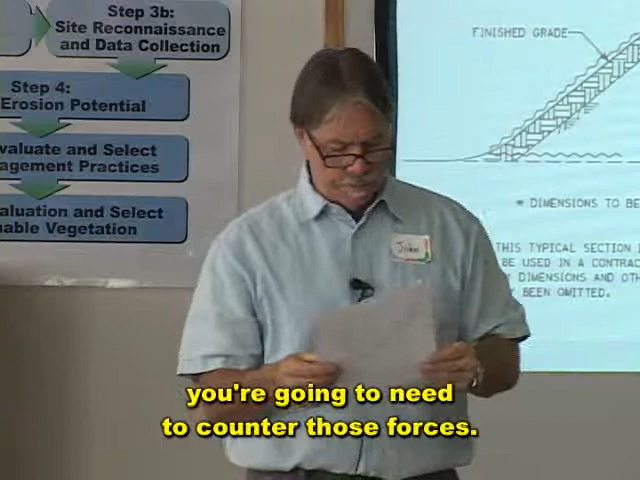 Step 3b:
Site Reconnaissance
and Data Collection
Step 4:
Erosion Potential
valuate and Select
agement Practices
aluation and Select
able Vegetation
FINISHED GRADE
* DIMENSIONS TO BE
THIS TYPICAL SECTION
BE USED IN A CONTRAC
DIMENSIONS AND OTH
BEEN OMITTED.
John
you're going to need
to counter those forces.